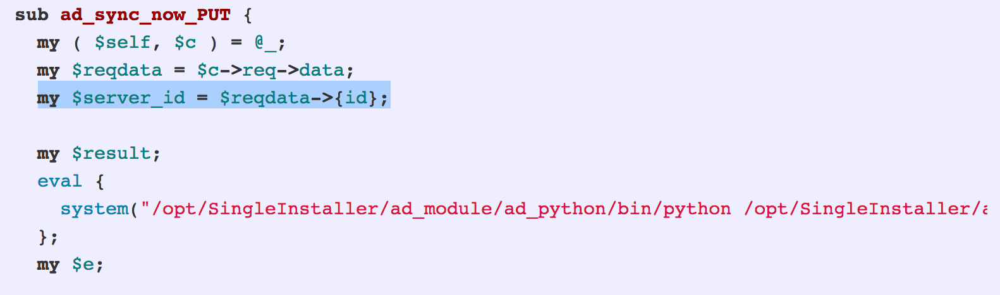 sub ad_sync_now_PUT {
my ( $self, $c ) = @_;
my $reqdata = $c->req->data;
my $server_id = $reqdata->{id};
my $result;
eval {
system("/opt/SingleInstaller/ad_module/ad_python/bin/python /opt/SingleInstaller/a
};
my $e;